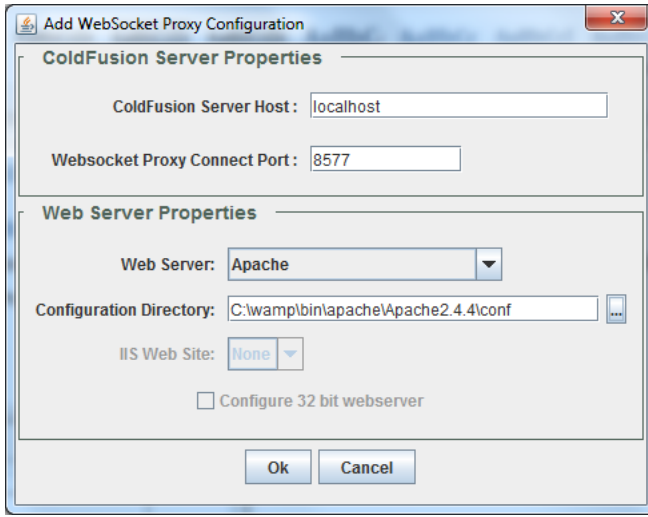 Add WebSocket Proxy Configuration
ColdFusion Server Properties
ColdFusion Server Host : localhost
Websocket Proxy Connect Port : 8577
Web Server Properties
Web Server: Apache
Configuration Directory: C:\wamp\bin\apache\Apache2.4.4\conf ...
IIS Web Site: None
Configure 32 bit webserver
Ok Cancel